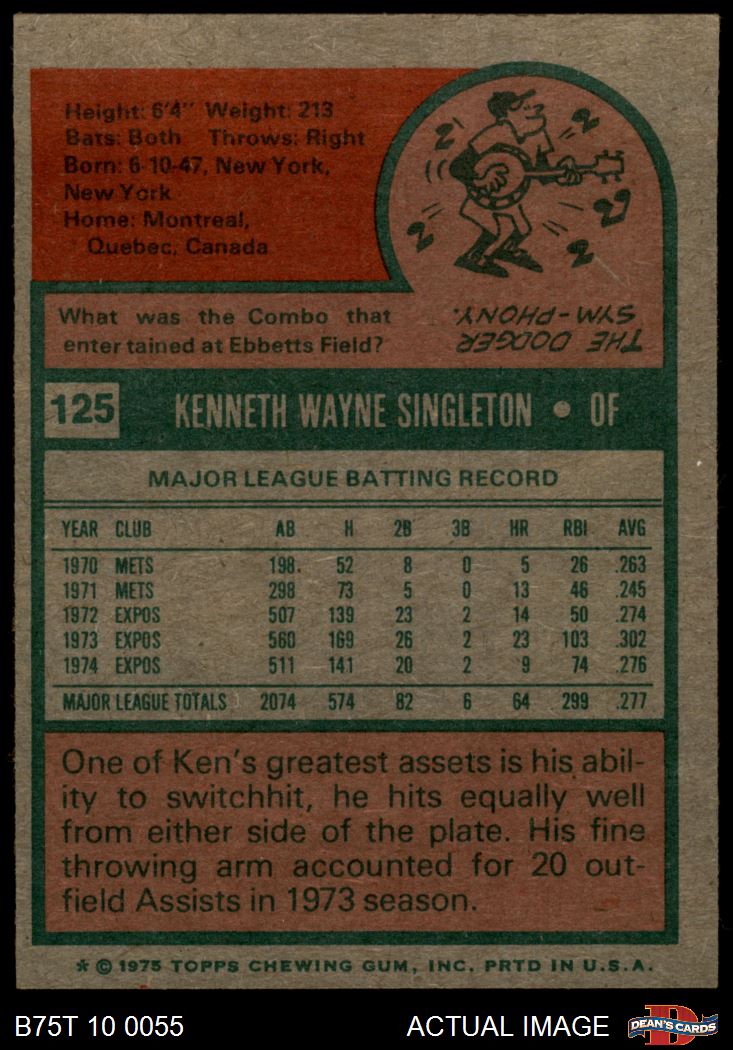 Height: 6'4" Weight: 213
Bats: Both Throws: Right
Born: 6-10-47, New York,
New York
Home: Montreal,
Quebec, Canada
What was the Combo that
entertained at Ebbetts Field?
THE DODGER
SYM-PHONY.
125 KENNETH WAYNE SINGLETON • OF
MAJOR LEAGUE BATTING RECORD
YEAR CLUB AB H 2B 3B HR RBI AVG
1970 METS 198. 52 8 0 5 26 .263
1971 METS 298 73 5 0 13 46 .245
1972 EXPOS 507 139 23 2 14 50 .274
1973 EXPOS 560 169 26 2 23 103 .302
1974 EXPOS 511 141 20 2 9 74 .276
MAJOR LEAGUE TOTALS 2074 574 82 6 64 299 .277
One of Ken's greatest assets is his abil-
ity to switchhit, he hits equally well
from either side of the plate. His fine
throwing arm accounted for 20 out-
field Assists in 1973 season.
* © 1975 TOPPS CHEWING GUM, INC. PRTD IN U.S.A.
B75T 10 0055 ACTUAL IMAGE D DEAN'S CARDS